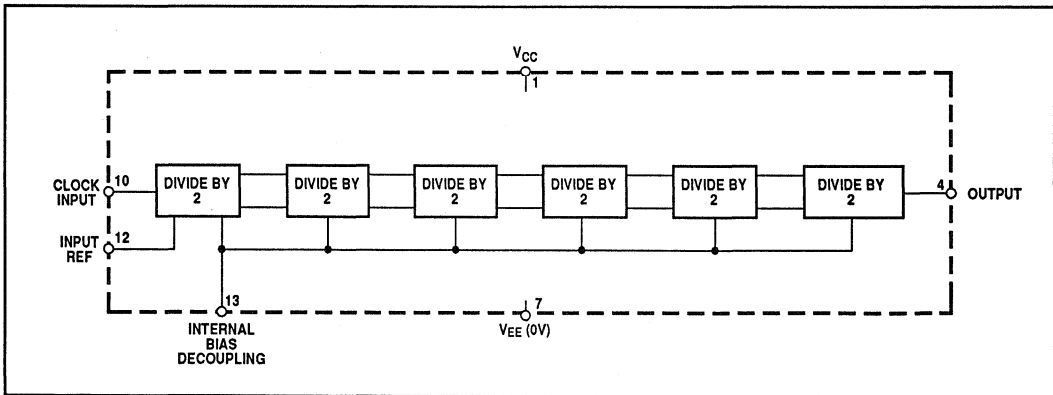 VCC
1
CLOCK
INPUT
10
DIVIDE BY
2
DIVIDE BY
2
DIVIDE BY
2
DIVIDE BY
2
DIVIDE BY
2
DIVIDE BY
2
4
OUTPUT
INPUT
REF
12
13
INTERNAL
BIAS
DECOUPLING
7
VEE (0V)